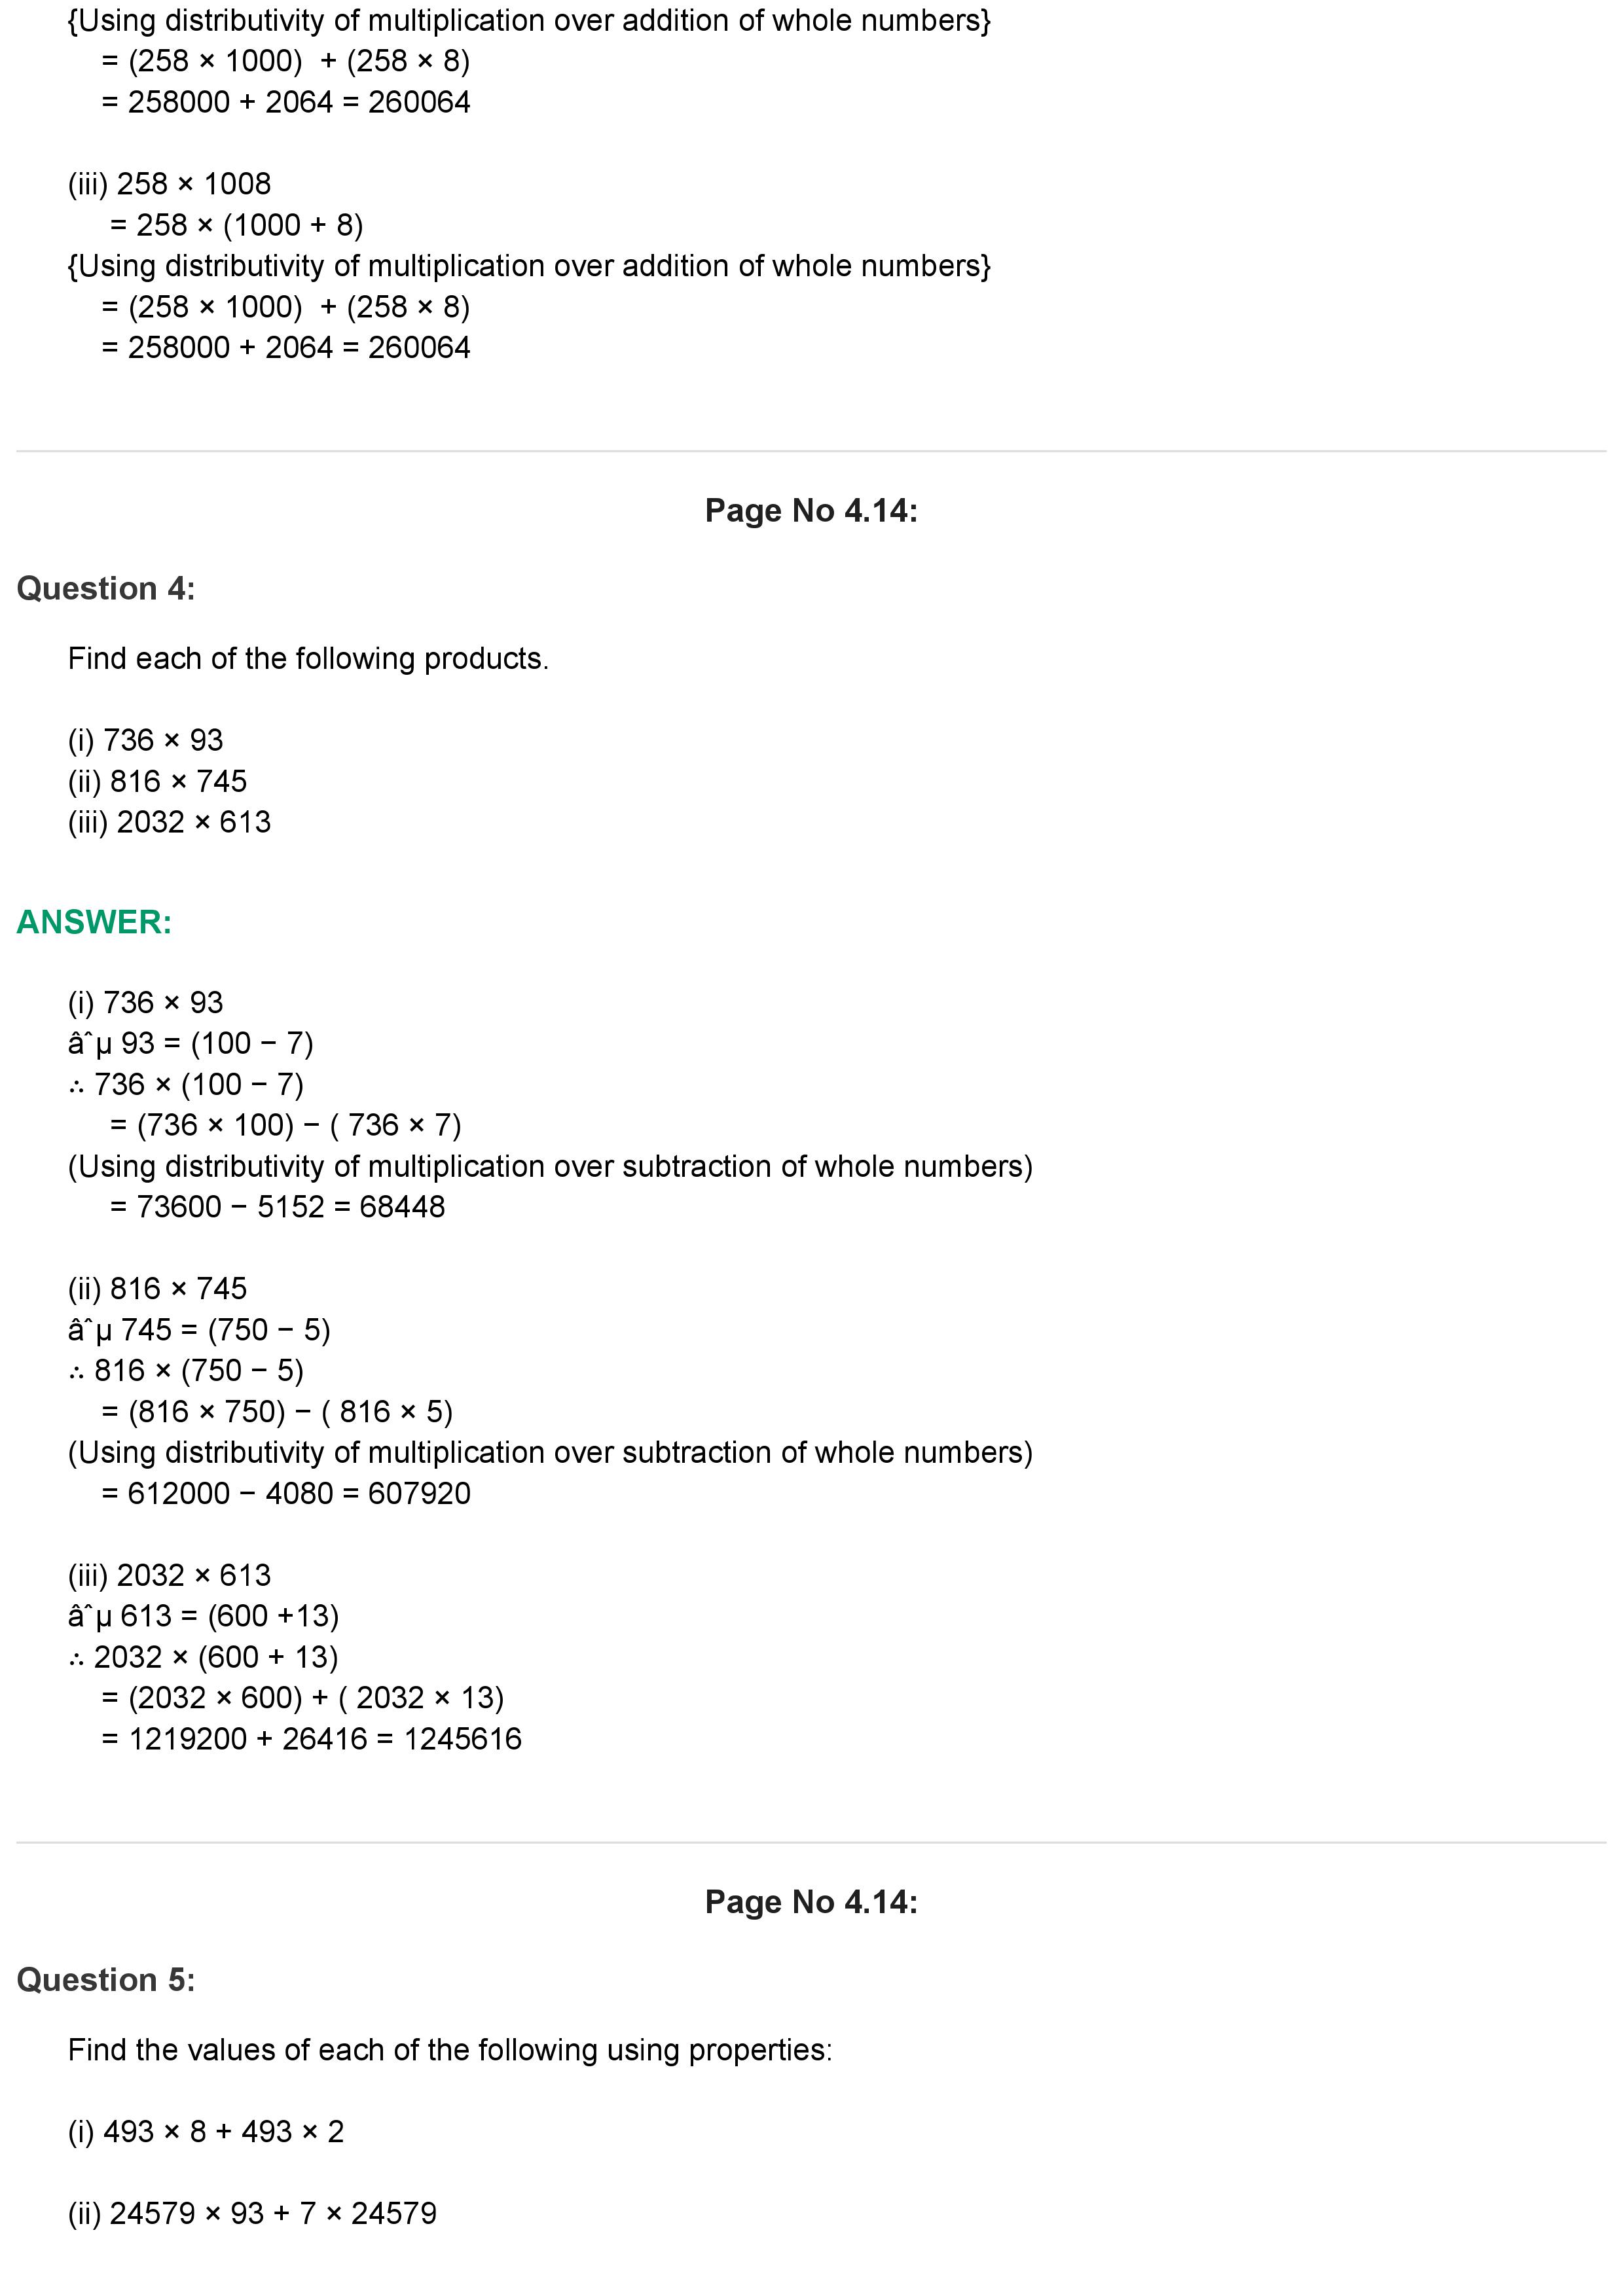 {Using distributivity of multiplication over addition of whole numbers}
= (258 × 1000)  + (258 × 8)
= 258000 + 2064 = 260064
(iii) 258 × 1008
= 258 × (1000 + 8)
{Using distributivity of multiplication over addition of whole numbers}
= (258 × 1000)  + (258 × 8)
= 258000 + 2064 = 260064
Page No 4.14:
Question 4:
Find each of the following products.
(i) 736 × 93
(ii) 816 × 745
(iii) 2032 × 613
ANSWER:
(i) 736 × 93
âˆµ 93 = (100 − 7)
∴ 736 × (100 − 7)
= (736 × 100) − ( 736 × 7)
(Using distributivity of multiplication over subtraction of whole numbers)
= 73600 − 5152 = 68448
(ii) 816 × 745
âˆµ 745 = (750 − 5)
∴ 816 × (750 − 5)
= (816 × 750) − ( 816 × 5)
(Using distributivity of multiplication over subtraction of whole numbers)
= 612000 − 4080 = 607920
(iii) 2032 × 613
âˆµ 613 = (600 +13)
∴ 2032 × (600 + 13)
= (2032 × 600) + ( 2032 × 13)
= 1219200 + 26416 = 1245616
Page No 4.14:
Question 5:
Find the values of each of the following using properties:
(i) 493 × 8 + 493 × 2
(ii) 24579 × 93 + 7 × 24579